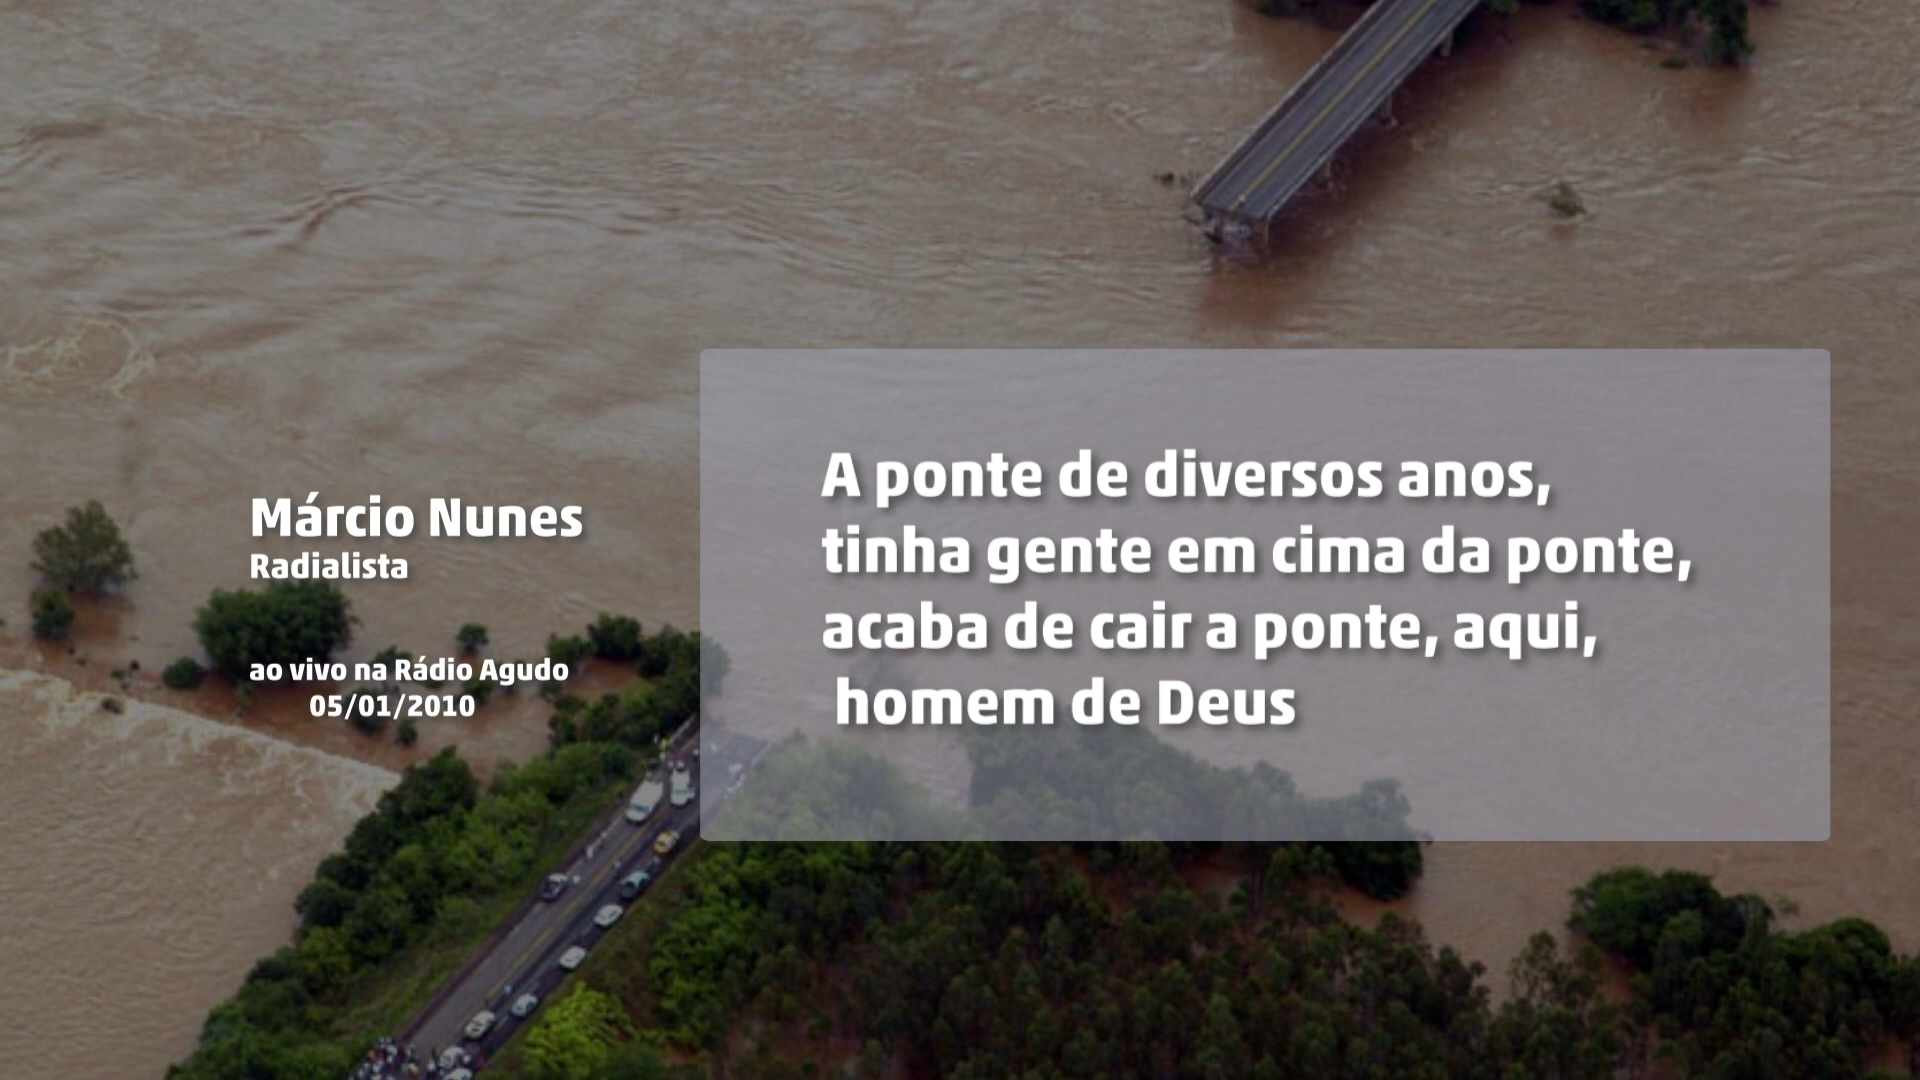 Márcio Nunes
Radialista
ao vivo na Rádio Agudo
05/01/2010
A ponte de diversos anos,
tinha gente em cima da ponte,
acaba de cair a ponte, aqui,
homem de Deus